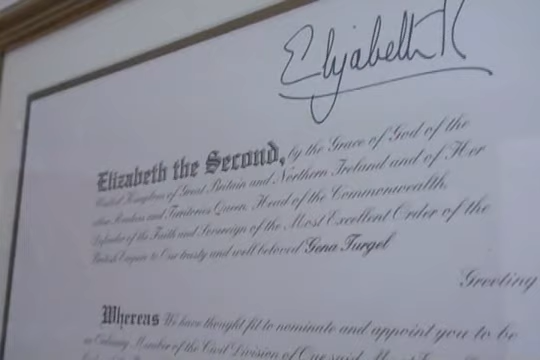 Elizabeth R
Elizabeth the Second, by the Grace of God of the
United Kingdom of Great Britain and Northern Ireland and of Her
other Realms and Territories Queen, Head of the Commonwealth,
Defender of the Faith and Sovereign of the Most Excellent Order of the
British Empire to Our trusty and well beloved Gena Turgel
Greeting
Whereas We have thought fit to nominate and appoint you to be
an Ordinary Member of the Civil Division of Our said Most